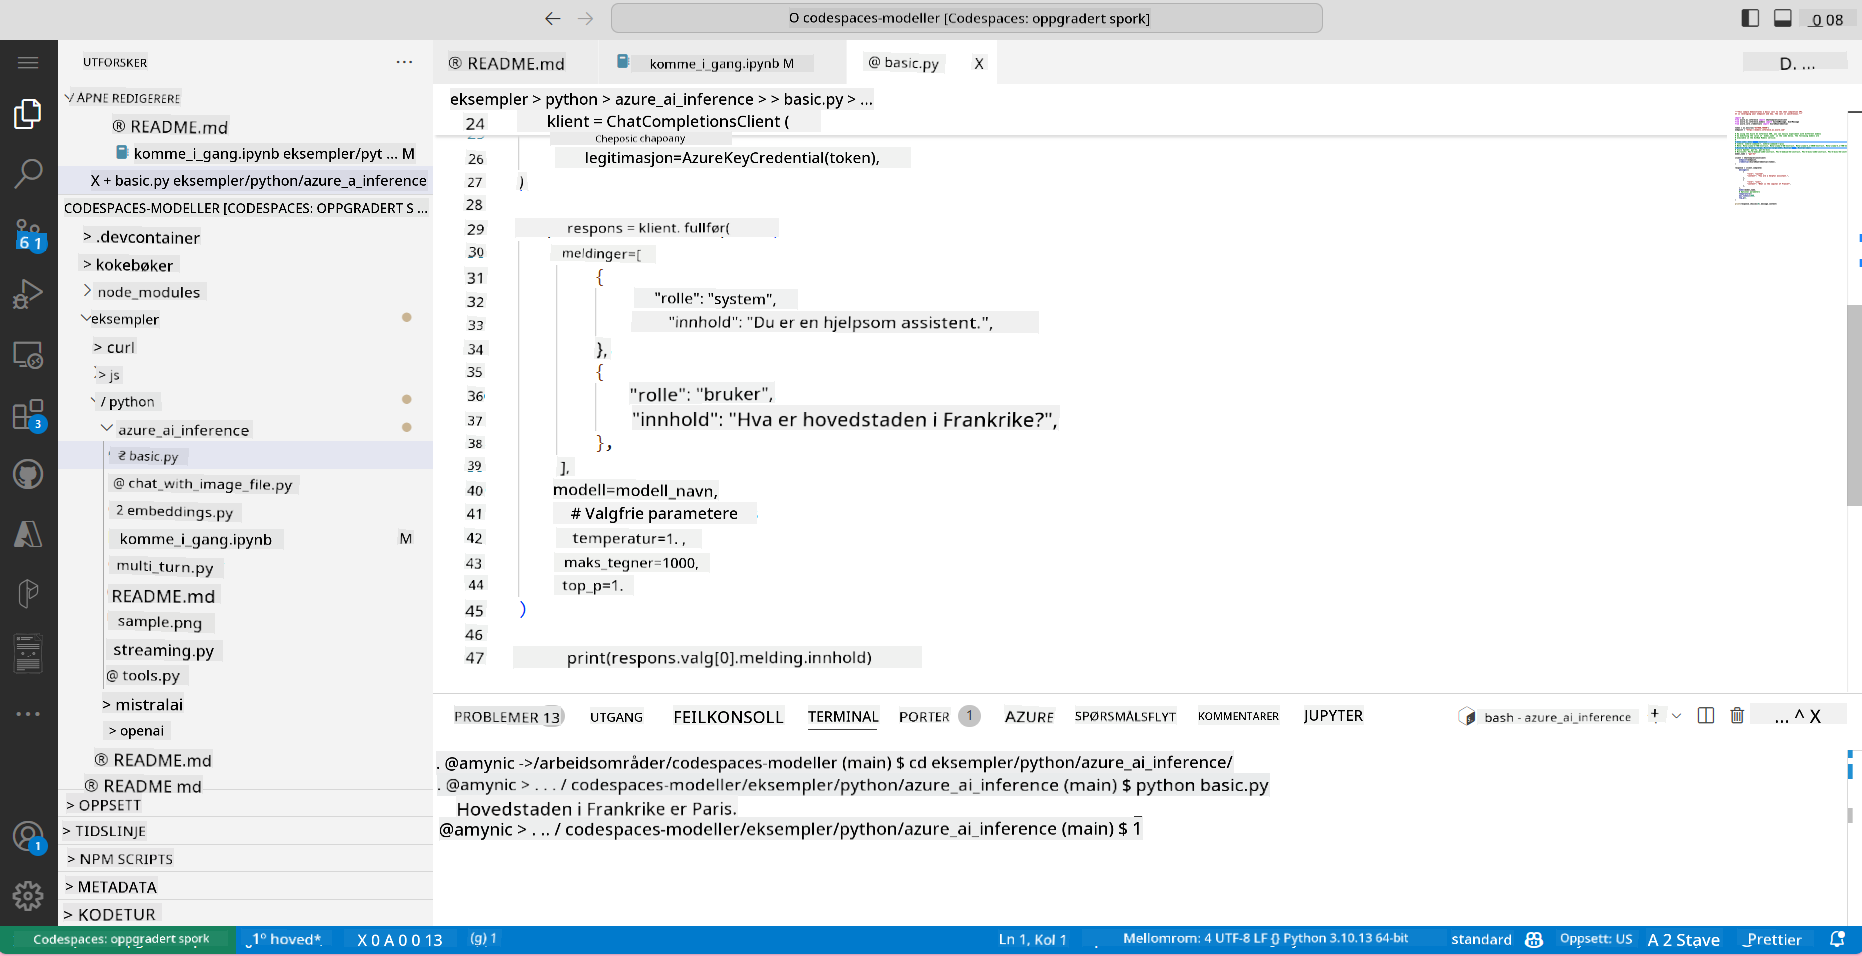 O codespaces-modeller [Codespaces: oppgradert spork]
0 08
UTFORSKER
...
ÅPNE REDIGERERE
® README.md
komme_i_gang.ipynb eksempler/pyt ... M
X + basic.py eksempler/python/azure_a_inference
CODESPACES-MODELLER [CODESPACES: OPPGRADERT S ...
> .devcontainer
> kokebøker
> node_modules
eksempler
> curl
> js
/ python
azure_ai_inference
basic.py
@ chat_with_image_file.py
2 embeddings.py
komme_i_gang.ipynb M
multi_turn.py
README.md
sample.png
streaming.py
@ tools.py
> mistralai
> openai
® README.md
® README md
> OPPSETT
> TIDSLINJE
> NPM SCRIPTS
> METADATA
> KODETUR
61
3
1
® README.md
komme_i_gang.ipynb M
@ basic.py X
D. ...
eksempler > python > azure_ai_inference > > basic.py > ...
24 klient = ChatCompletionsClient (
Cheposic chapoany
26 legitimasjon=AzureKeyCredential(token),
27 )
28
29 respons = klient. fullfør(
30 meldinger=[
31 {
32 "rolle": "system",
33 "innhold": "Du er en hjelpsom assistent.",
34 },
35 {
36 "rolle": "bruker",
37 "innhold": "Hva er hovedstaden i Frankrike?",
38 },
39 ],
40 modell=modell_navn,
41 # Valgfrie parametere
42 temperatur=1. ,
43 maks_tegner=1000,
44 top_p=1.
45 )
46
47 print(respons.valg[0].melding.innhold)
PROBLEMER 13 UTGANG FEILKONSOLL TERMINAL PORTER 1 AZURE SPØRSMÅLSFLYT KOMMENTARER JUPYTER
bash - azure_ai_inference + ... ^ X
. @amynic ->/arbeidsområder/codespaces-modeller (main) $ cd eksempler/python/azure_ai_inference/
. @amynic > . . . / codespaces-modeller/eksempler/python/azure_ai_inference (main) $ python basic.py
Hovedstaden i Frankrike er Paris.
@amynic > . .. / codespaces-modeller/eksempler/python/azure_ai_inference (main) $ 1
Codespaces: oppgradert spork 1º hoved* X 0 A 0 0 13 (g) 1
Ln 1, Kol 1 Mellomrom: 4 UTF-8 LF {} Python 3.10.13 64-bit standard Oppsett: US A 2 Stave _Prettier